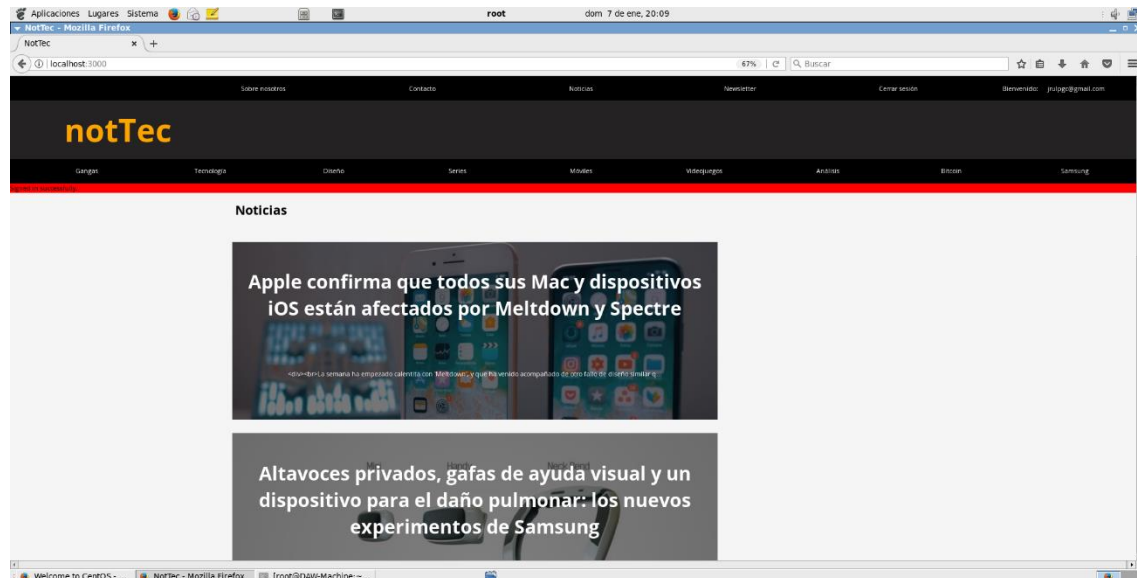 Aplicaciones Lugares Sistema root dom 7 de ene, 20:09
NotTec - Mozilla Firefox
NotTec
localhost:3000 67% Buscar
Sobre nosotros Contacto Noticias Newsletter Cerrar sesión Bienvenido: jrulpgc@gmail.com
notTec
Gangas Tecnología Diseño Series Móviles Videojuegos Análisis Bitcoin Samsung
Signed in successfully.
Noticias
Apple confirma que todos sus Mac y dispositivos
iOS están afectados por Meltdown y Spectre
<div><br>La semana ha empezado calentita con 'Meltdown', y que ha venido acompañado de otro fallo de diseño similar q
Altavoces privados, gafas de ayuda visual y un
dispositivo para el daño pulmonar: los nuevos
experimentos de Samsung
Welcome to CentOS - ... NotTec - Mozilla Firefox [root@DAW-Machine:~